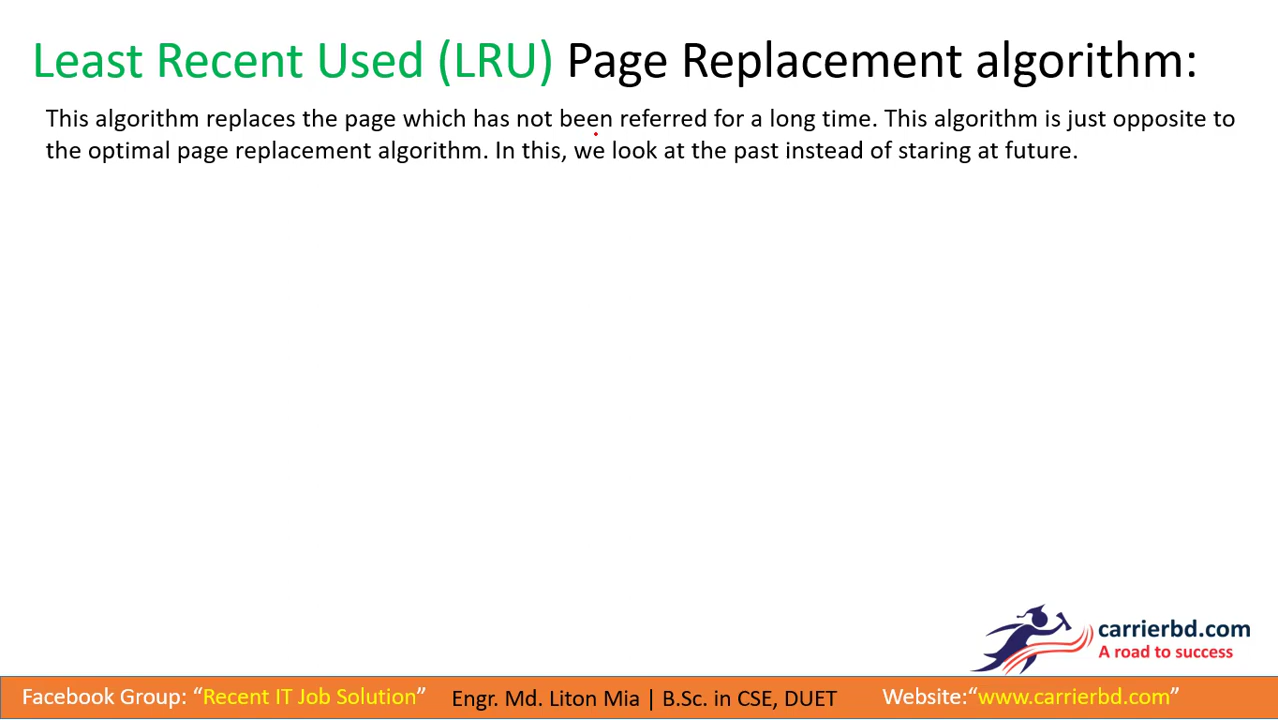 Least Recent Used (LRU) Page Replacement algorithm:
This algorithm replaces the page which has not been referred for a long time. This algorithm is just opposite to
the optimal page replacement algorithm. In this, we look at the past instead of staring at future.
carrierbd.com
A road to success
Facebook Group: “Recent IT Job Solution” Engr. Md. Liton Mia | B.Sc. in CSE, DUET Website:“www.carrierbd.com”